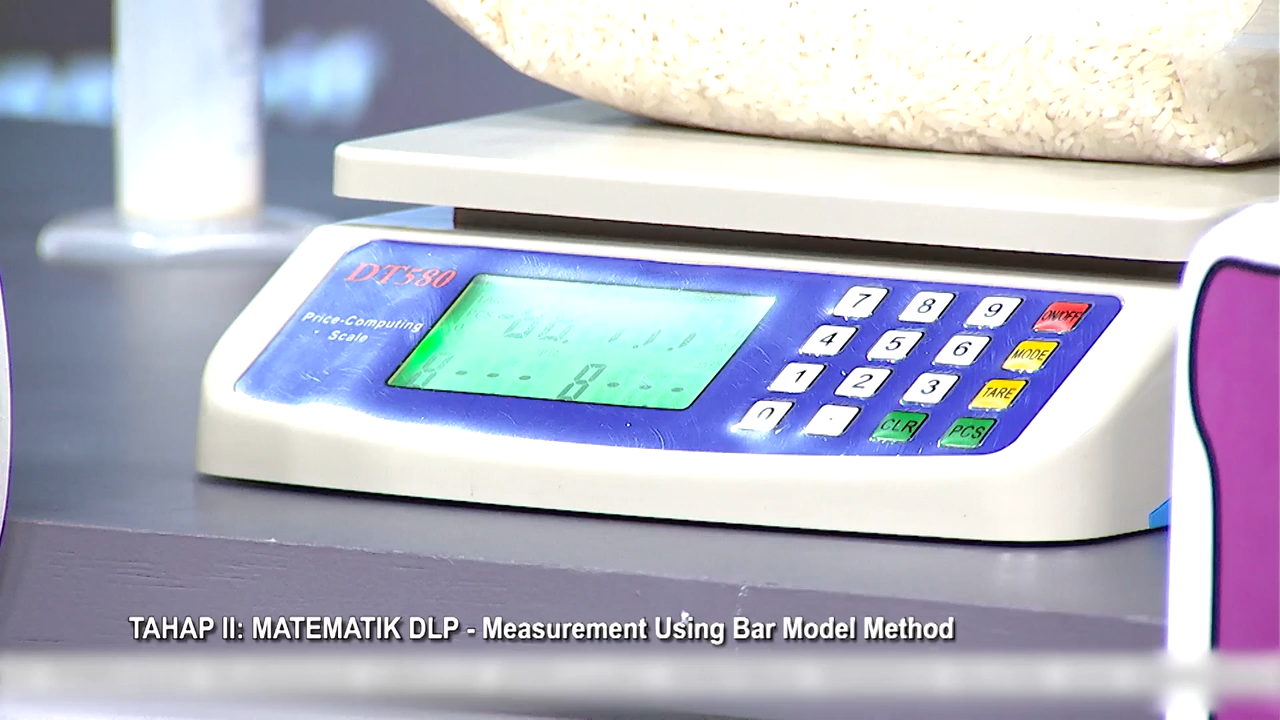 DT580
Price-Computing
Scale
7 8 9 ON/OFF
4 5 6 MODE
1 2 3 TARE
0 . CLR PCS
TAHAP II: MATEMATIK DLP - Measurement Using Bar Model Method